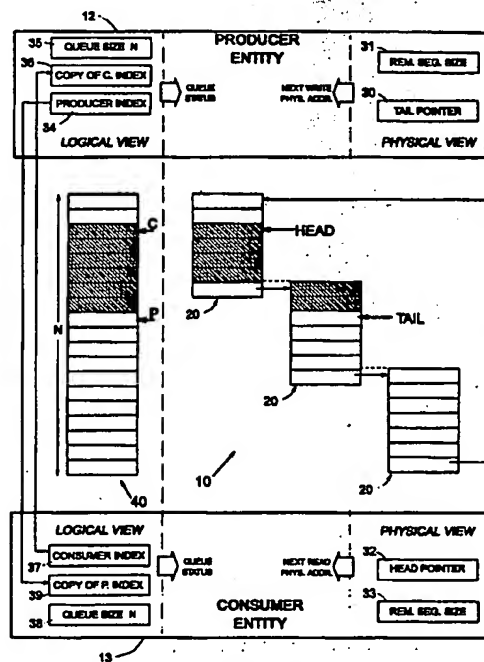 12
35
QUEUE SIZE N
36
COPY OF C. INDEX
PRODUCER INDEX
34
LOGICAL VIEW
QUEUE STATUS
PRODUCER ENTITY
NEXT WRITE PHYS. ADDR.
31
REM. SEG. SIZE
30
TAIL POINTER
PHYSICAL VIEW
C
HEAD
N
P
20
TAIL
20
20
10
40
LOGICAL VIEW
CONSUMER INDEX
37
COPY OF P. INDEX
39
QUEUE SIZE N
38
QUEUE STATUS
CONSUMER ENTITY
NEXT READ PHYS. ADDR.
PHYSICAL VIEW
32
HEAD POINTER
33
REM. SEG. SIZE
13